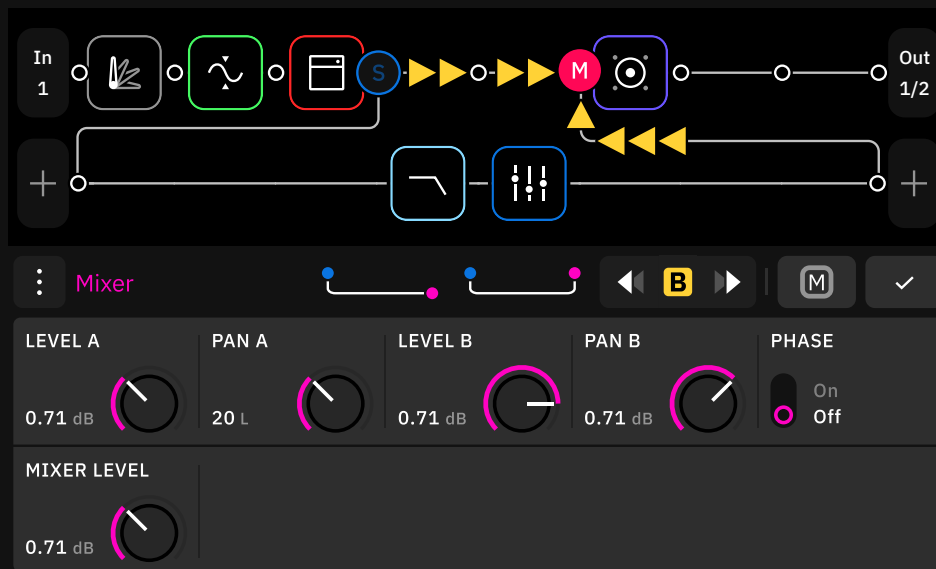 In
1
S
M
Out
1/2
Mixer
B
M
LEVEL A
PAN A
LEVEL B
PAN B
PHASE
0.71 dB
20 L
0.71 dB
0.71 dB
On
Off
MIXER LEVEL
0.71 dB